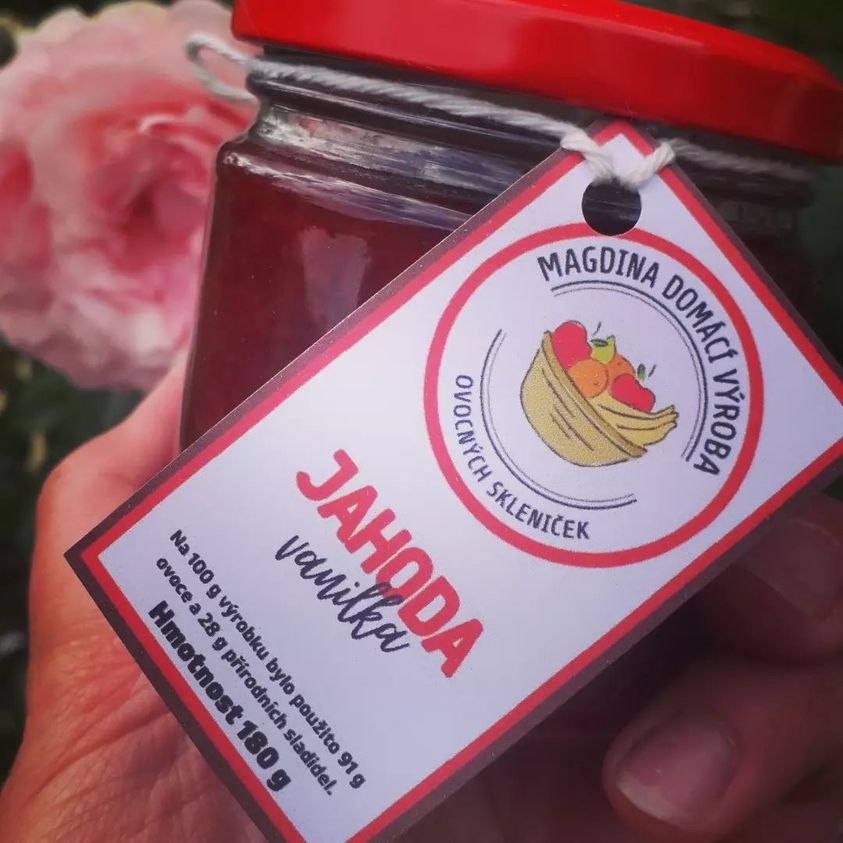 MAGDINA DOMÁCÍ VÝROBA
OVOCNÝCH SKLENIČEK
JAHODA
vanilka
Na 100 g výrobku bylo použito 91 g
ovoce a 28 g přírodních sladidel.
Hmotnost 180 g